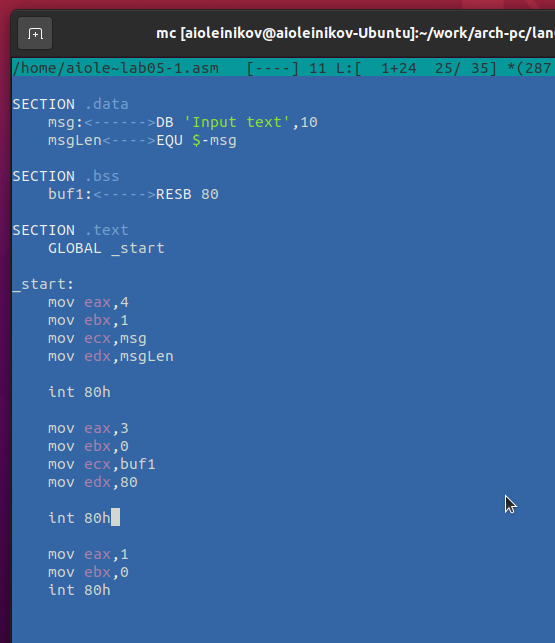 mc [aioleinikov@aioleinikov-Ubuntu]:~/work/arch-pc/lan
/home/aiole~lab05-1.asm   [----] 11 L:[  1+24  25/ 35] *(287
SECTION .data
    msg:<------>DB 'Input text',10
    msgLen<---->EQU $-msg
SECTION .bss
    buf1:<----->RESB 80
SECTION .text
    GLOBAL _start
_start:
    mov eax,4
    mov ebx,1
    mov ecx,msg
    mov edx,msgLen
    int 80h
    mov eax,3
    mov ebx,0
    mov ecx,buf1
    mov edx,80
    int 80h
    mov eax,1
    mov ebx,0
    int 80h